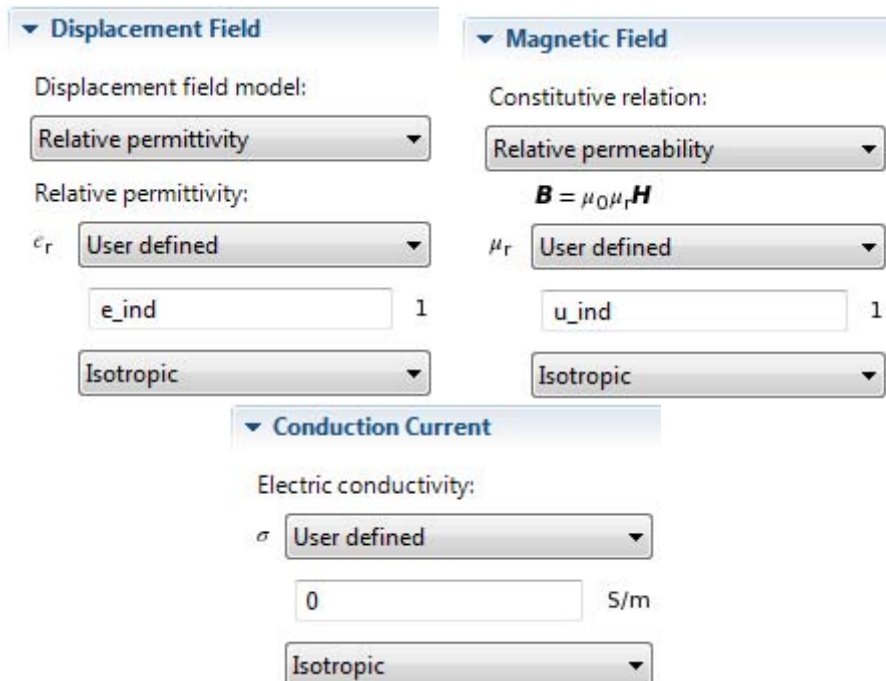 Displacement Field
Displacement field model:
Relative permittivity
Relative permittivity:
ϵr User defined
e_ind 1
Isotropic
Magnetic Field
Constitutive relation:
Relative permeability
B = μ0μrH
μr User defined
u_ind 1
Isotropic
Conduction Current
Electric conductivity:
σ User defined
0 S/m
Isotropic